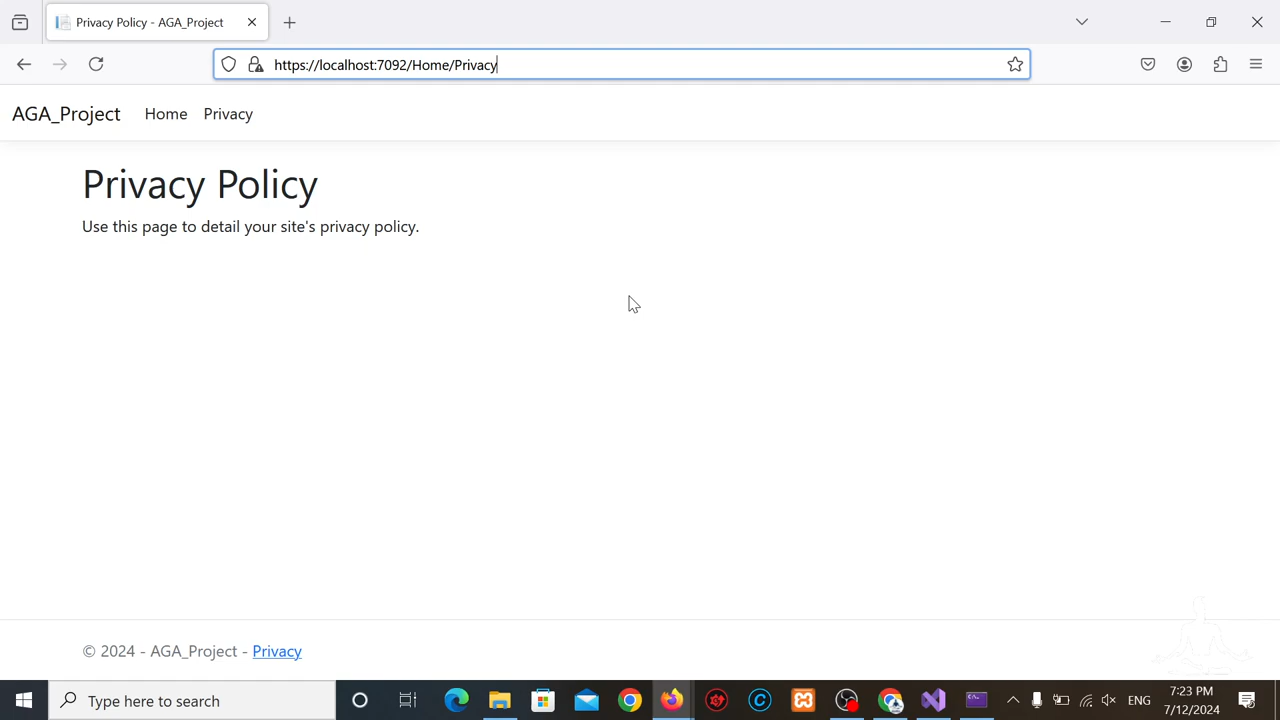 Privacy Policy - AGA_Project
https://localhost:7092/Home/Privacy
AGA_Project Home Privacy
Privacy Policy
Use this page to detail your site's privacy policy.
© 2024 - AGA_Project - Privacy
Type here to search
ENG
7:23 PM
7/12/2024